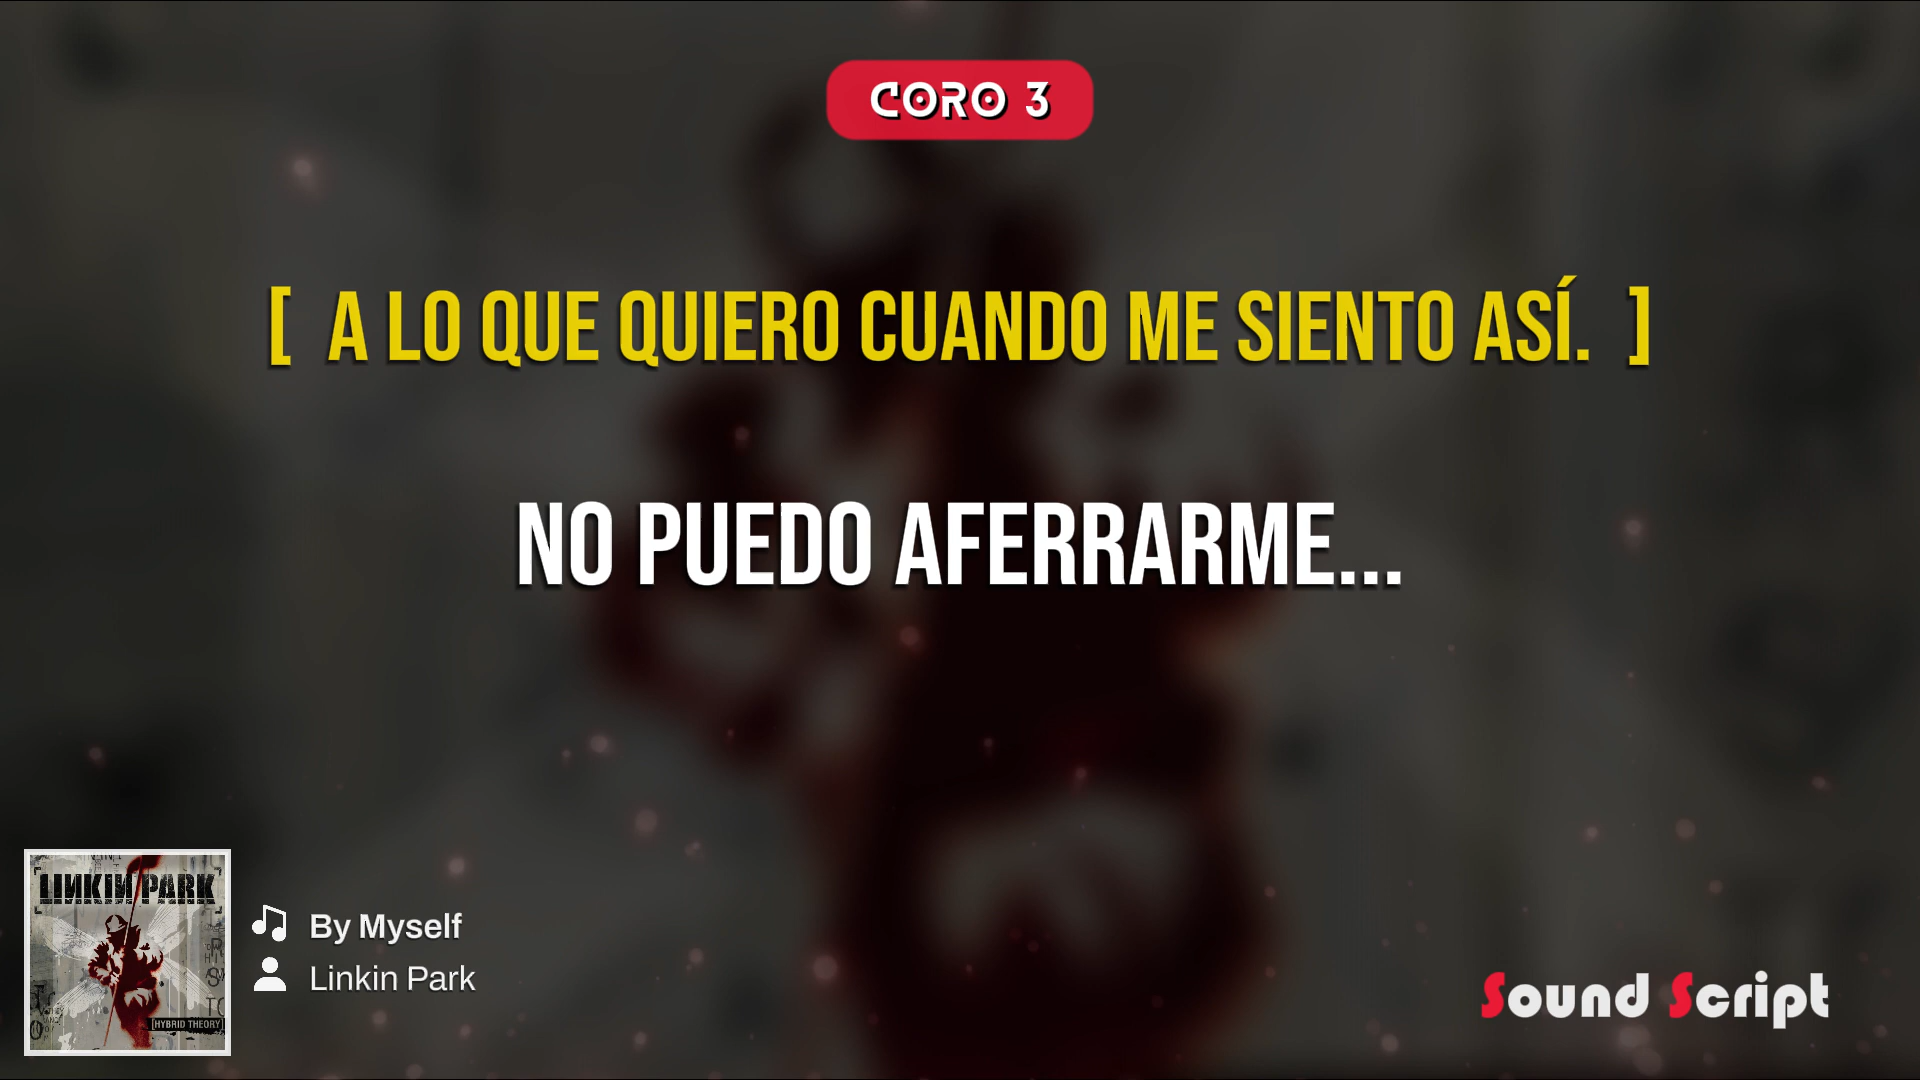 CORO 3
[ A LO QUE QUIERO CUANDO ME SIENTO ASÍ. ]
NO PUEDO AFERRARME...
LINKIN PARK
[HYBRID THEORY]
By Myself
Linkin Park
Sound Script